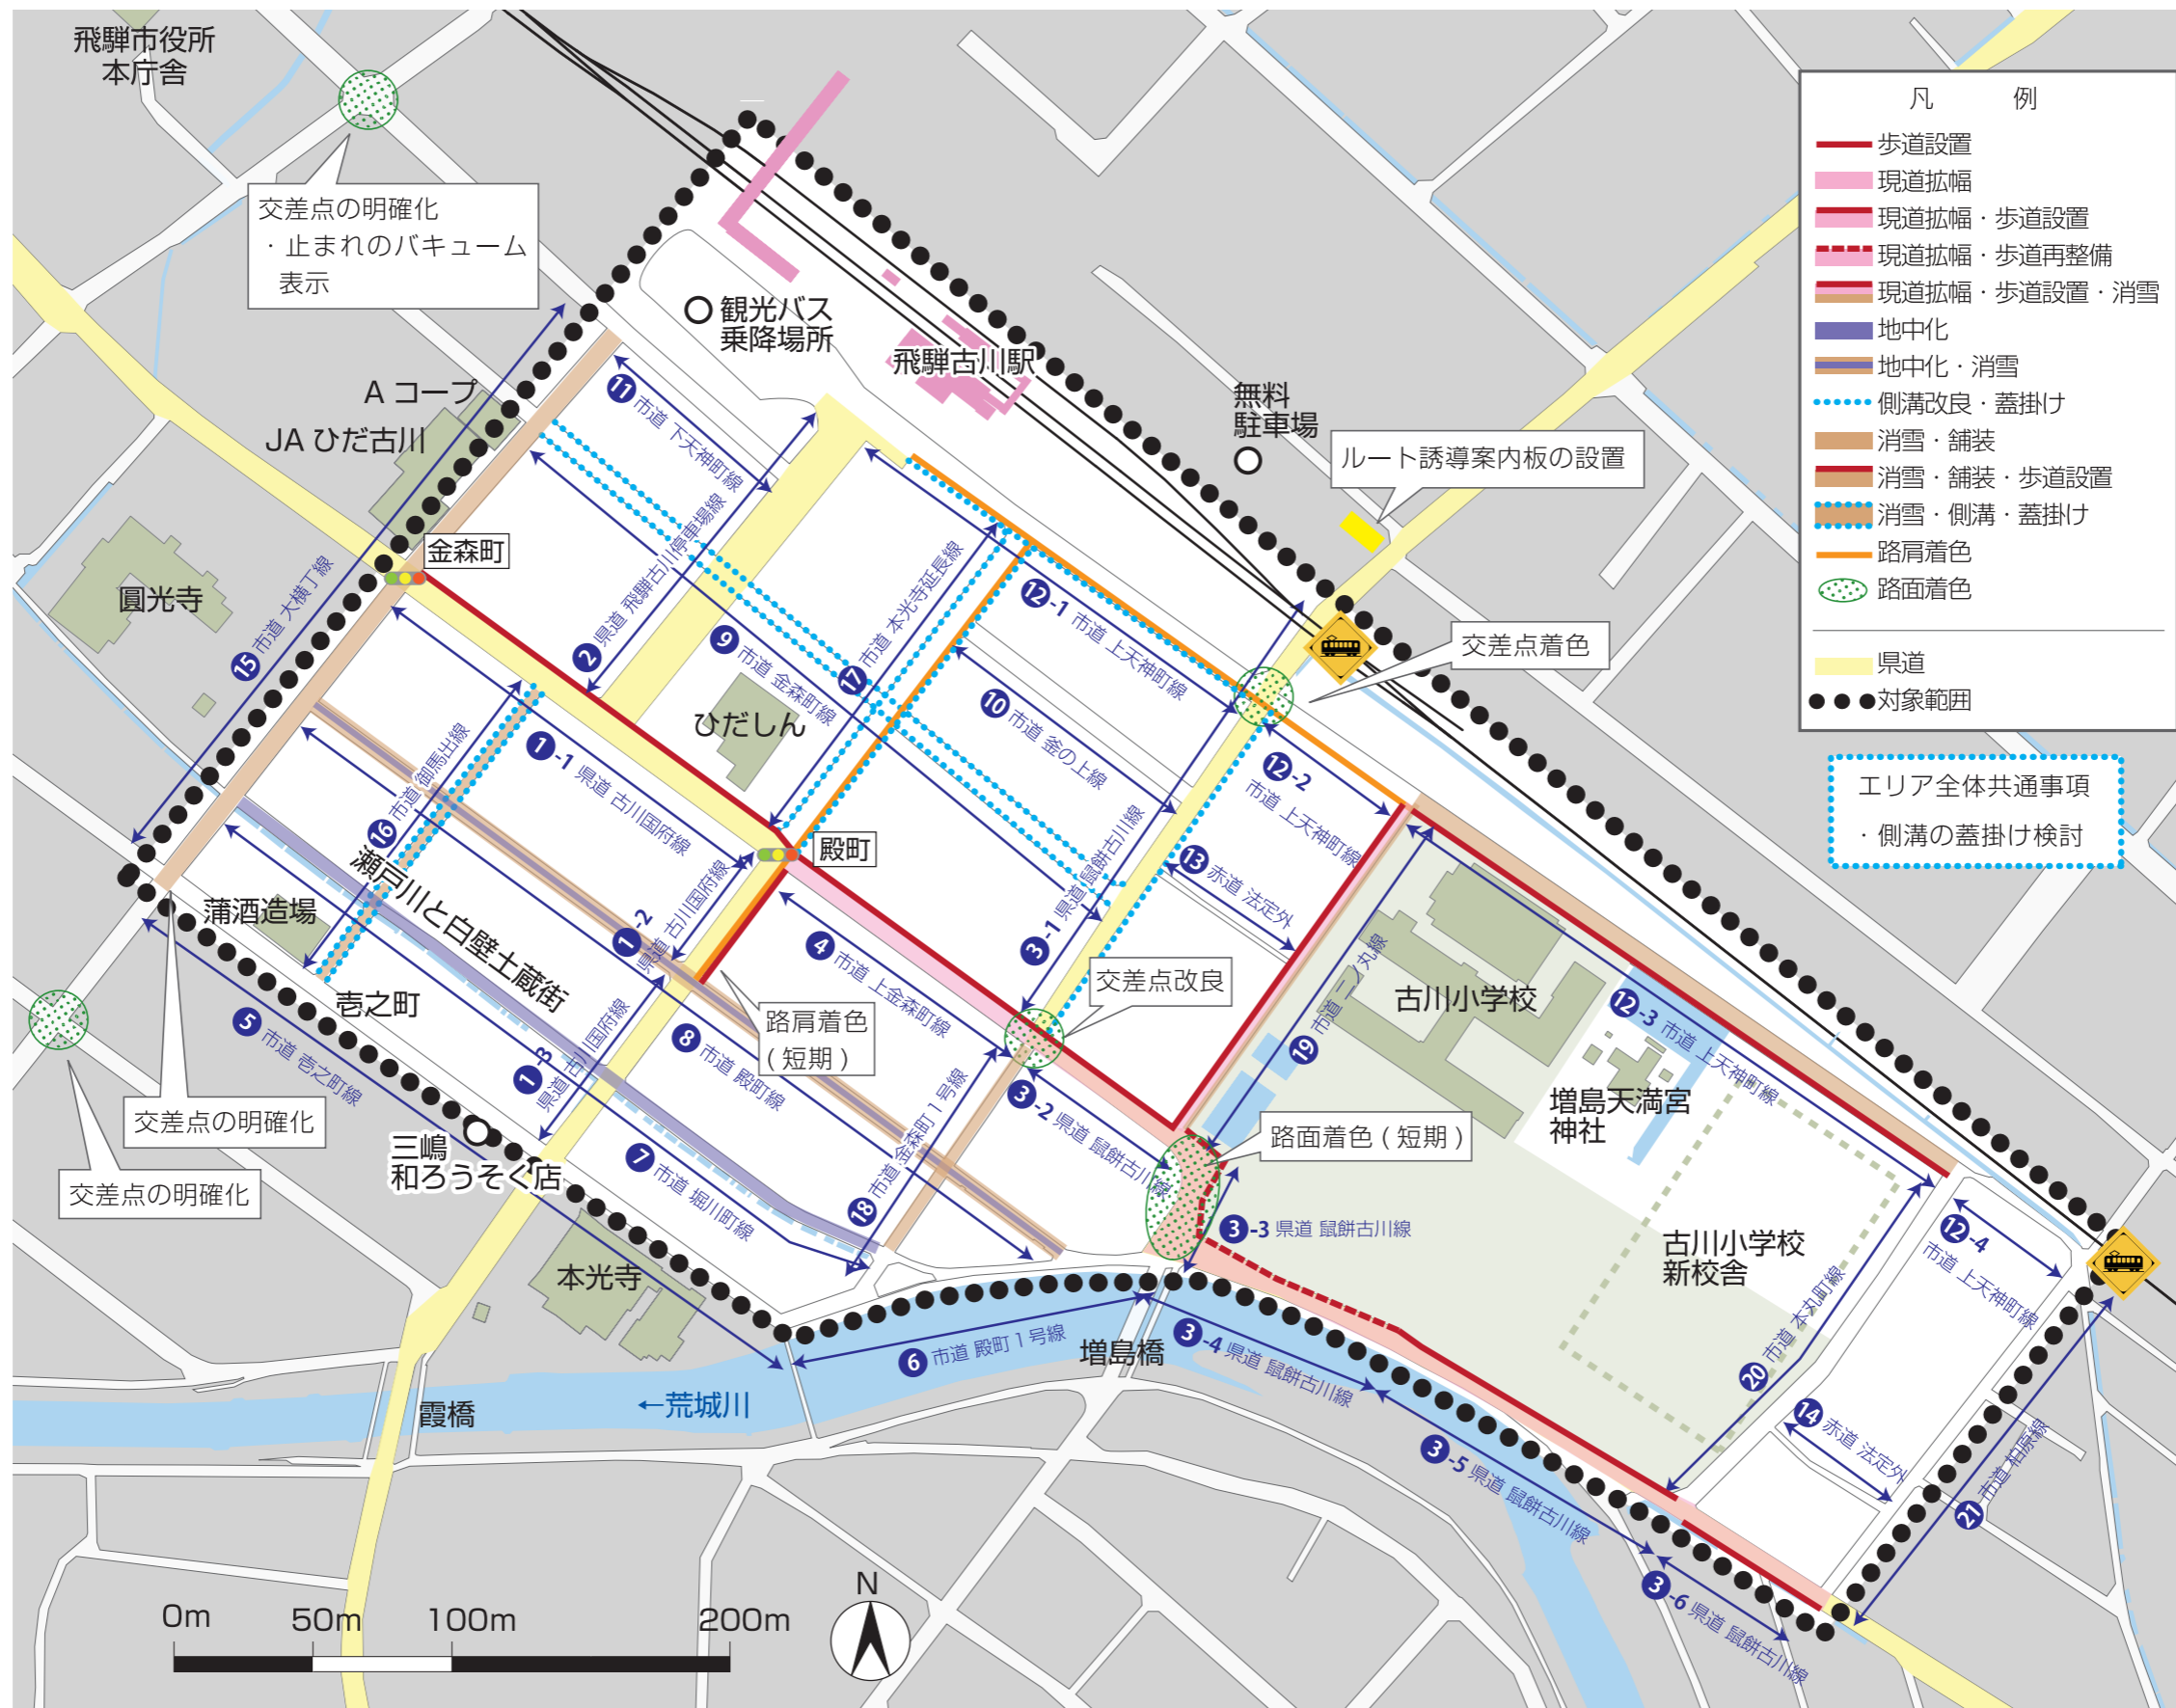 飛騨市役所
本庁舎
交差点の明確化
・止まれのバキューム
表示
観光バス
乗降場所
飛騨古川駅
無料
駐車場
ルート誘導案内板の設置
凡 例
歩道設置
現道拡幅
現道拡幅・歩道設置
現道拡幅・歩道再整備
現道拡幅・歩道設置・消雪
地中化
地中化・消雪
側溝改良・蓋掛け
消雪・舗装
消雪・舗装・歩道設置
消雪・側溝・蓋掛け
路肩着色
路面着色
県道
対象範囲
エリア全体共通事項
・側溝の蓋掛け検討
A コープ
JA ひだ古川
金森町
圓光寺
11 市道 下天神町線
2 県道 飛騨古川停車場線
9 市道 金森町線
17 市道 本光寺延長線
12-1 市道 上天神町線
10 市道 釜の上線
交差点着色
15 市道 大横丁線
ひだしん
1-1 県道 古川国府線
16 市道 御馬出線
殿町
12-2
市道 上天神町線
13 赤道 法定外
3-1 県道 鼠餅古川線
1-2
県道 古川国府線
4 市道 上金森町線
瀬戸川と白壁土蔵街
蒲酒造場
壱之町
交差点改良
路肩着色
(短期)
古川小学校
19 市道 二ノ丸線
12-3 市道 上天神町線
5 市道 壱之町線
1-3
県道 古川国府線
8 市道 殿町線
18 市道 金森町1号線
3-2 県道 鼠餅古川線
増島天満宮
神社
路面着色(短期)
交差点の明確化
交差点の明確化
三嶋
和ろうそく店
7 市道 堀川町線
3-3 県道 鼠餅古川線
古川小学校
新校舎
12-4
市道 上天神町線
本光寺
6 市道 殿町1号線
増島橋
3-4 県道 鼠餅古川線
20 市道 本丸町線
14 赤道 法定外
霞橋
←荒城川
3-5 県道 鼠餅古川線
21 市道 柏原線
3-6 県道 鼠餅古川線
0m 50m 100m 200m
N